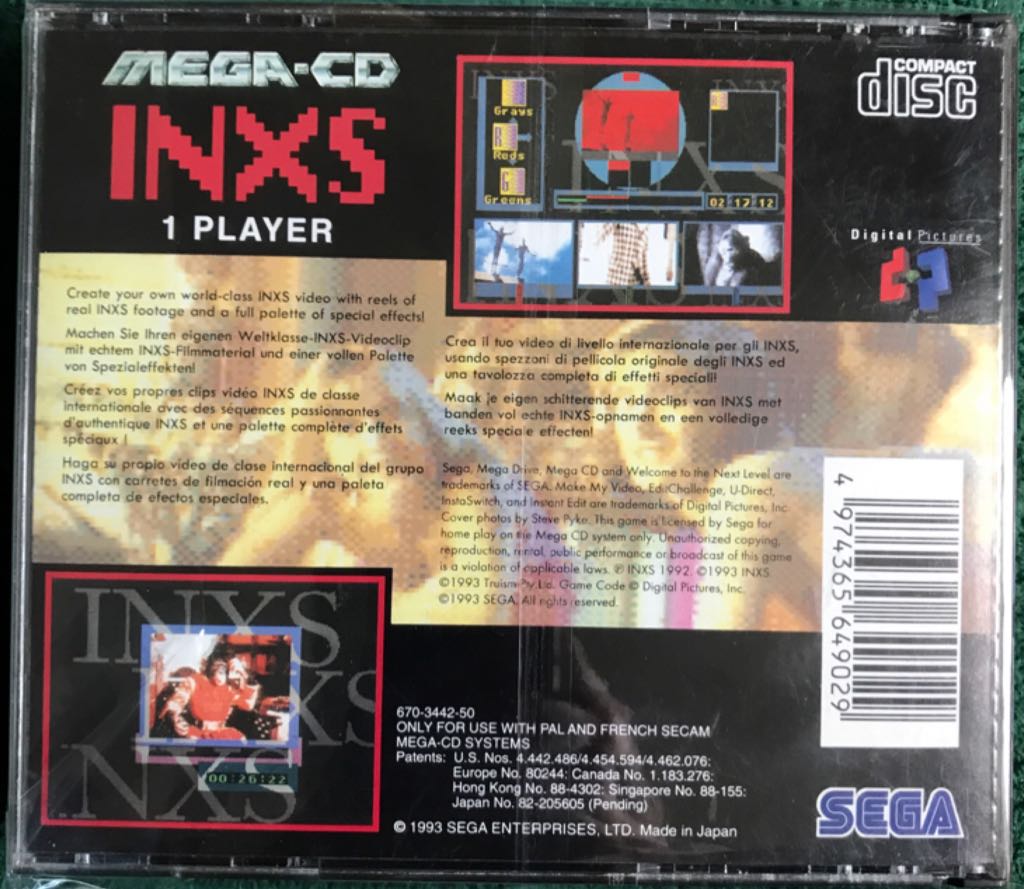 MEGA-CD
INXS
1 PLAYER
INXS
INXS
Grays
R
Reds
G
Greens
INXS
02 17 12
COMPACT
disc
Digital Pictures
Create your own world-class INXS video with reels of
real INXS footage and a full palette of special effects!
Machen Sie Ihren eigenen Weltklasse-INXS-Videoclip
mit echtem INXS-Filmmaterial und einer vollen Palette
von Spezialeffekten!
Créez vos propres clips vidéo INXS de classe
internationale avec des séquences passionnantes
d'authentique INXS et une palette complète d'effets
spéciaux !
Haga su propio video de clase internacional del grupo
INXS con carretes de filmación real y una paleta
completa de efectos especiales.
Crea il tuo video di livello internazionale per gli INXS,
usando spezzoni di pellicola originale degli INXS ed
una tavolozza completa di effetti speciali!
Maak je eigen schitterende videoclips van INXS met
banden vol echte INXS-opnamen en een volledige
reeks speciale effecten!
Sega, Mega Drive, Mega CD and Welcome to the Next Level are
trademarks of SEGA. Make My Video, EditChallenge, U-Direct,
InstaSwitch, and Instant Edit are trademarks of Digital Pictures, Inc.
Cover photos by Steve Pyke. This game is licensed by Sega for
home play on the Mega CD system only. Unauthorized copying,
reproduction, rental, public performance or broadcast of this game
is a violation of applicable laws. ℗ INXS 1992. ©1993 INXS
©1993 Truism Pty.Ltd. Game Code © Digital Pictures, Inc.
©1993 SEGA. All rights reserved.
4 974365 649029
INXS
INXS
INXS
00:26:22
670-3442-50
ONLY FOR USE WITH PAL AND FRENCH SECAM
MEGA-CD SYSTEMS
Patents: U.S. Nos. 4.442.486/4.454.594/4.462.076:
Europe No. 80244: Canada No. 1.183.276:
Hong Kong No. 88-4302: Singapore No. 88-155:
Japan No. 82-205605 (Pending)
© 1993 SEGA ENTERPRISES, LTD. Made in Japan
SEGA